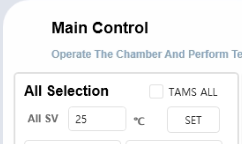 Main Control
Operate The Chamber And Perform Te
All Selection
TAMS ALL
All SV 25 °C SET